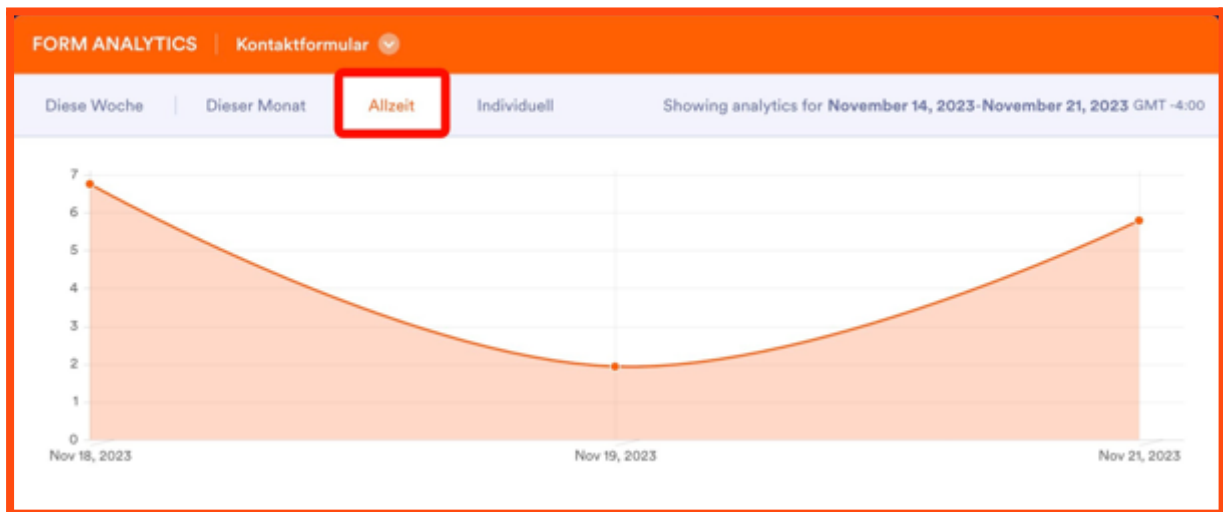 FORM ANALYTICS | Kontaktformular
Diese Woche | Dieser Monat Allzeit Individuell Showing analytics for November 14, 2023-November 21, 2023 GMT -4:00
7
6
5
4
3
2
1
0
Nov 18, 2023 Nov 19, 2023 Nov 21, 2023